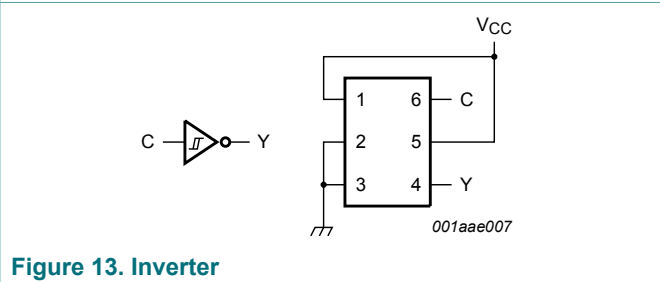 VCC
1 6 C
C Y 2 5
3 4 Y
001aae007
Figure 13. Inverter